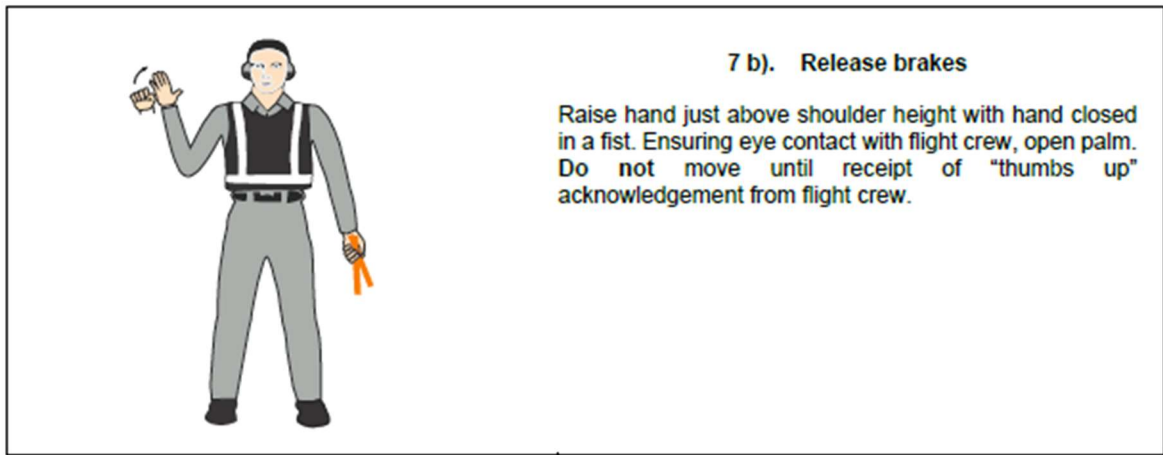 7 b). Release brakes
Raise hand just above shoulder height with hand closed
in a fist. Ensuring eye contact with flight crew, open palm.
Do not move until receipt of “thumbs up”
acknowledgement from flight crew.